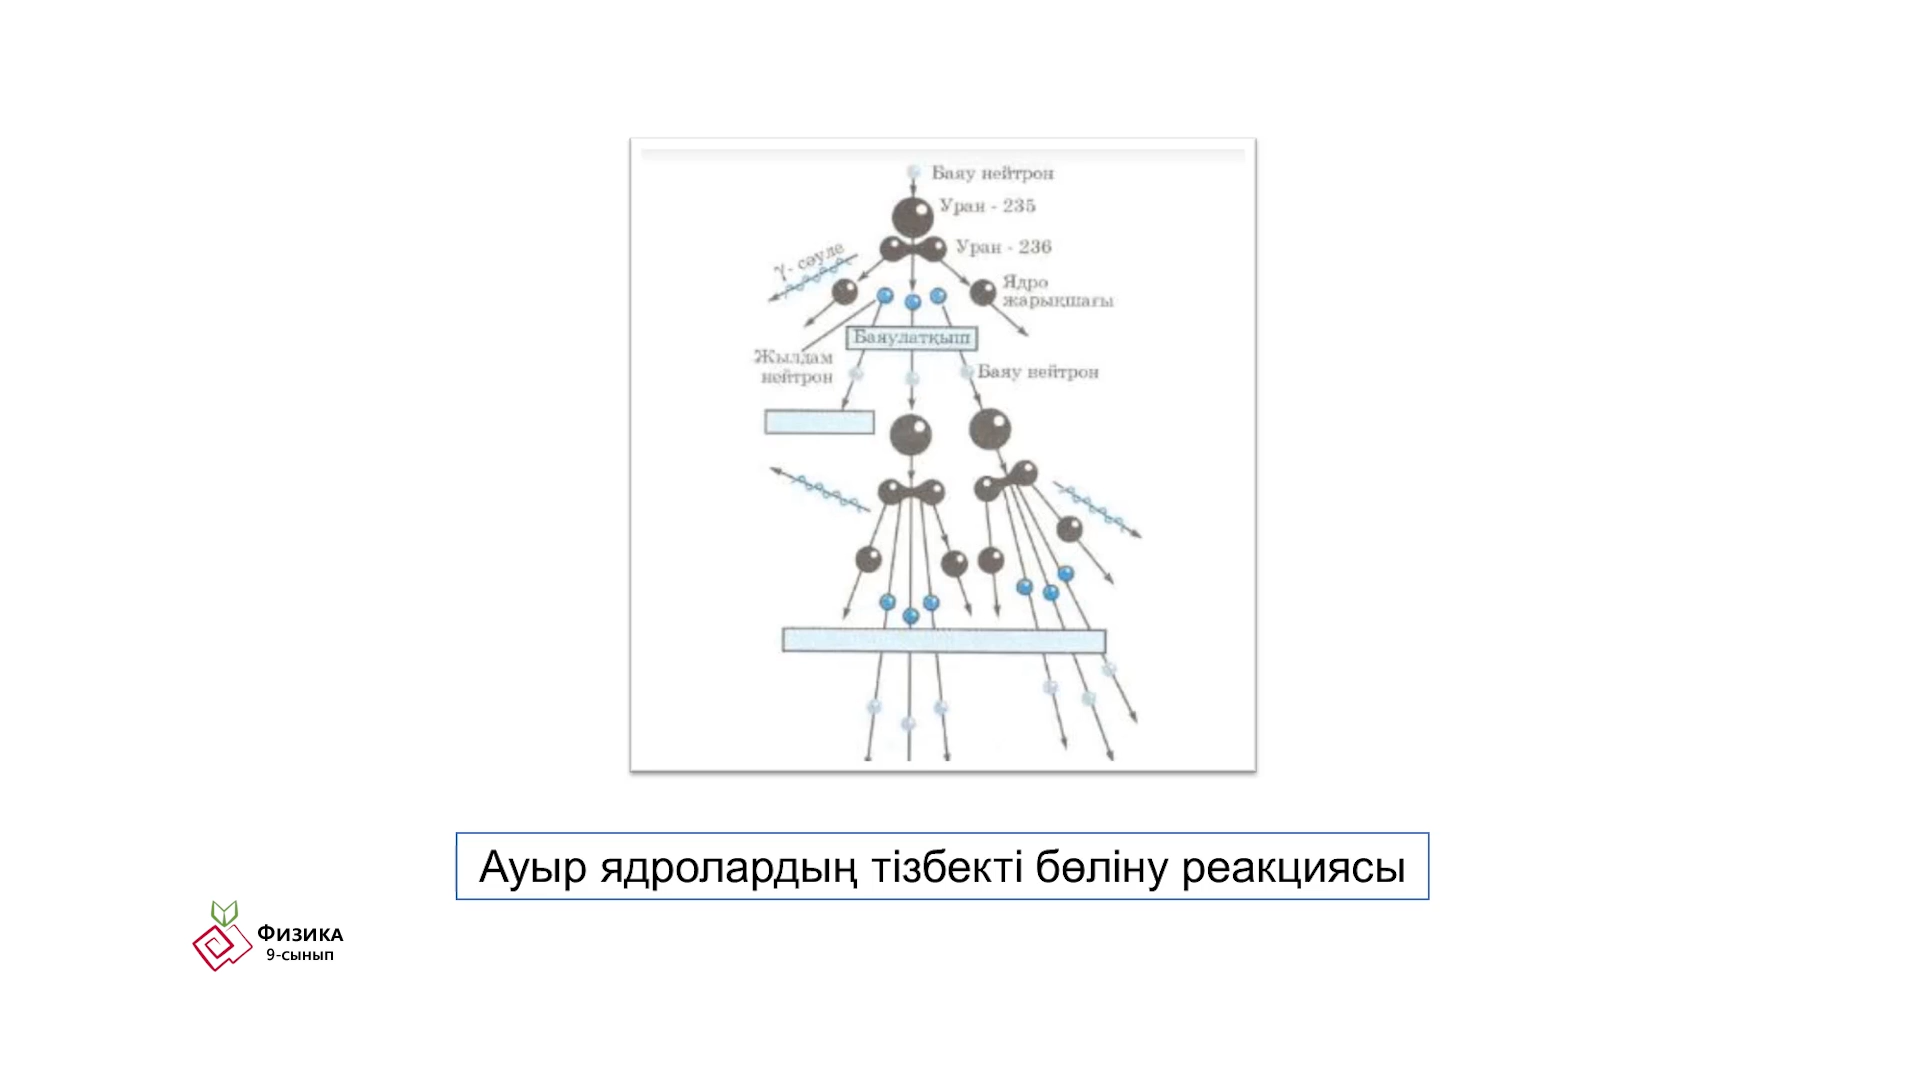 Баяу нейтрон
Уран - 235
Уран - 236
γ - сәуле
Ядро
жарықшағы
Баяулатқыш
Жылдам
нейтрон
Баяу нейтрон
Ауыр ядролардың тізбекті бөліну реакциясы
Физика
9-сынып